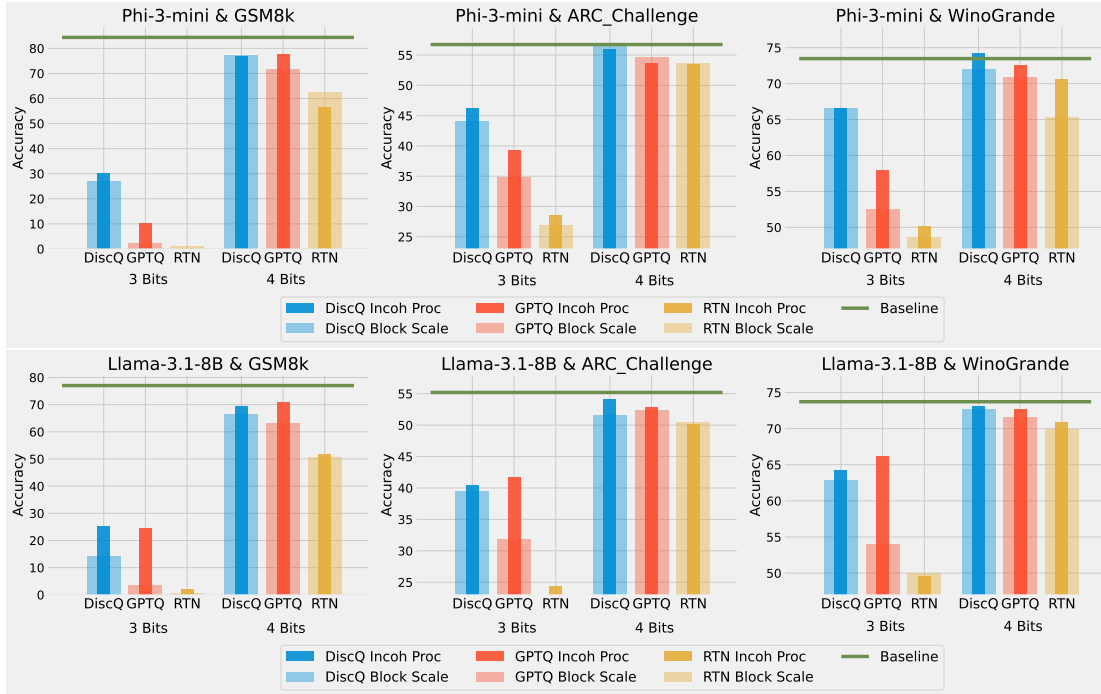 Phi-3-mini & GSM8k
Phi-3-mini & ARC_Challenge
Phi-3-mini & WinoGrande
Accuracy
80
70
60
50
40
30
20
10
0
Accuracy
55
50
45
40
35
30
25
Accuracy
75
70
65
60
55
50
DiscQ GPTQ RTN DiscQ GPTQ RTN
3 Bits 4 Bits
DiscQ GPTQ RTN DiscQ GPTQ RTN
3 Bits 4 Bits
DiscQ GPTQ RTN DiscQ GPTQ RTN
3 Bits 4 Bits
DiscQ Incoh Proc GPTQ Incoh Proc RTN Incoh Proc Baseline
DiscQ Block Scale GPTQ Block Scale RTN Block Scale
Llama-3.1-8B & GSM8k
Llama-3.1-8B & ARC_Challenge
Llama-3.1-8B & WinoGrande
Accuracy
80
70
60
50
40
30
20
10
0
Accuracy
55
50
45
40
35
30
25
Accuracy
75
70
65
60
55
50
DiscQ GPTQ RTN DiscQ GPTQ RTN
3 Bits 4 Bits
DiscQ GPTQ RTN DiscQ GPTQ RTN
3 Bits 4 Bits
DiscQ GPTQ RTN DiscQ GPTQ RTN
3 Bits 4 Bits
DiscQ Incoh Proc GPTQ Incoh Proc RTN Incoh Proc Baseline
DiscQ Block Scale GPTQ Block Scale RTN Block Scale